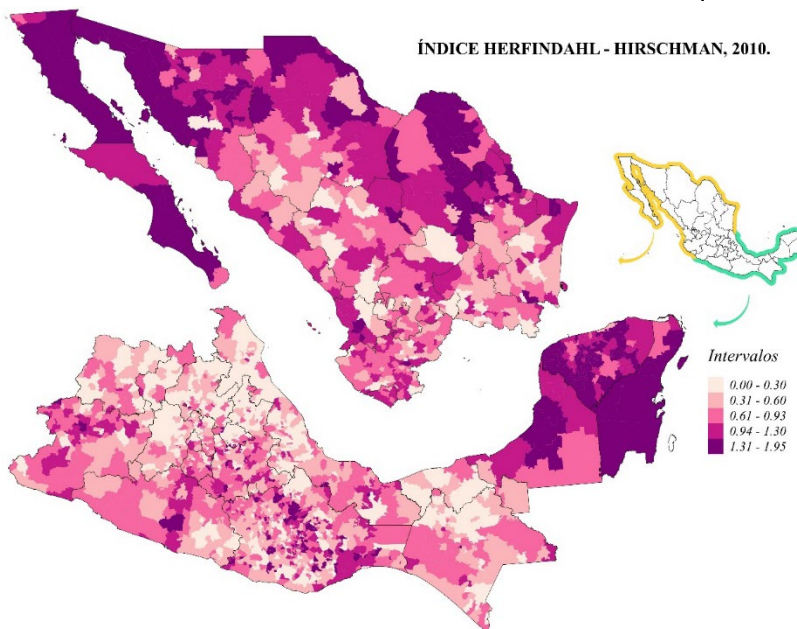 ÍNDICE HERFINDAHL - HIRSCHMAN, 2010.
Intervalos
0.00 - 0.30
0.31 - 0.60
0.61 - 0.93
0.94 - 1.30
1.31 - 1.95